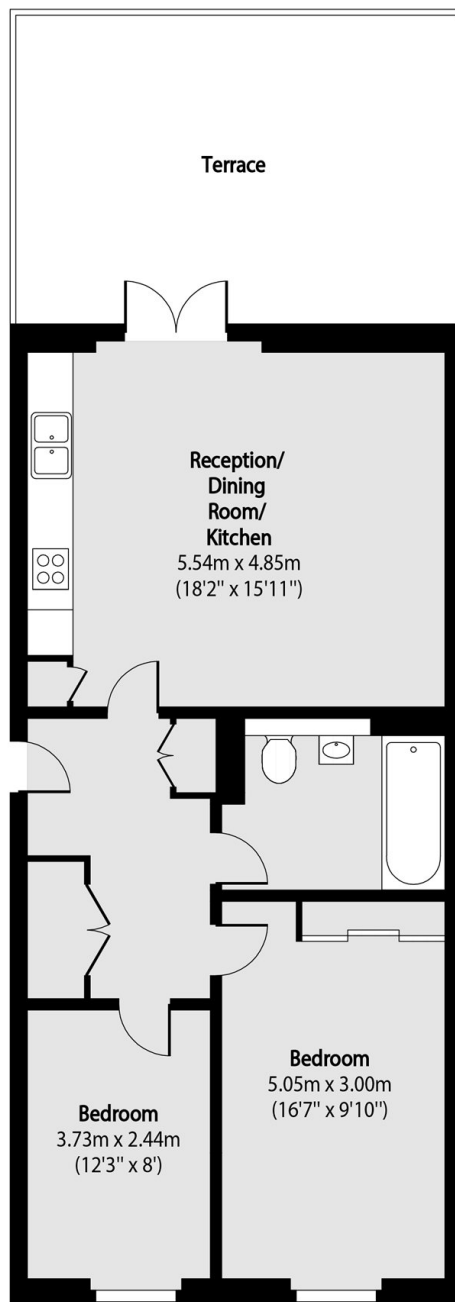 Terrace
Reception/
Dining
Room/
Kitchen
5.54m x 4.85m
(18'2" x 15'11")
Bedroom
5.05m x 3.00m
(16'7" x 9'10")
Bedroom
3.73m x 2.44m
(12'3" x 8')